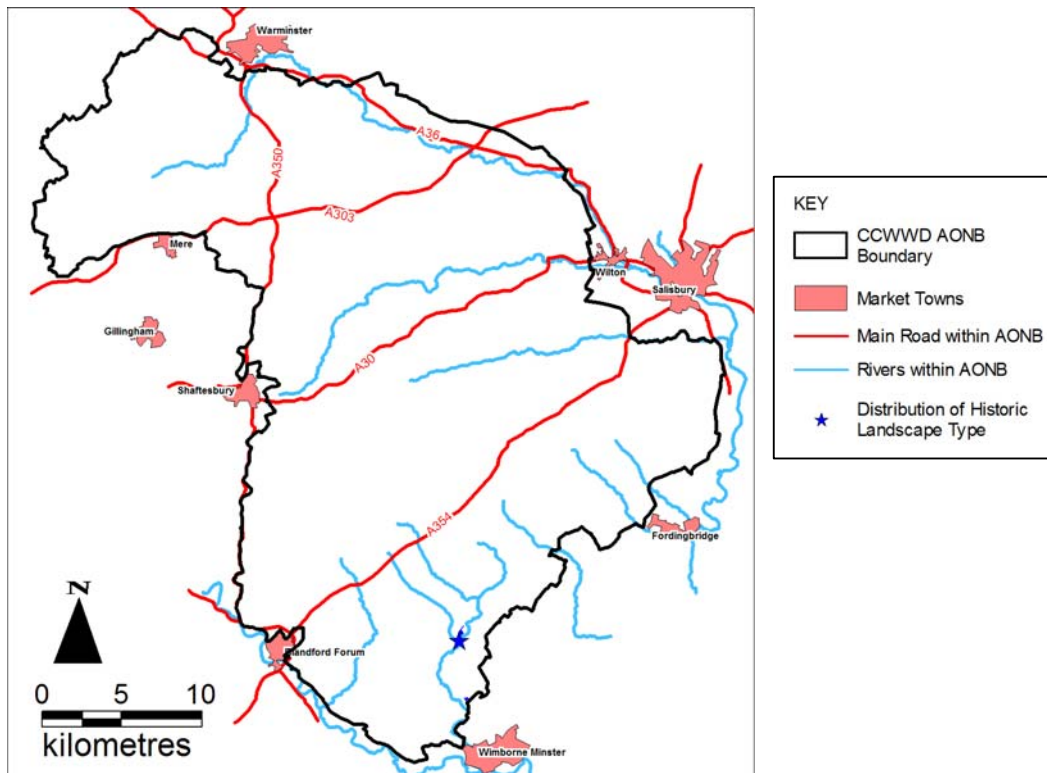 Warminster
A36
A350
A303
Mere
Wilton
Salisbury
Gillingham
A30
Shaftesbury
A354
Fordingbridge
N
Blandford Forum
0 5 10
kilometres
Wimborne Minster
KEY
CCWWD AONB
Boundary
Market Towns
Main Road within AONB
Rivers within AONB
Distribution of Historic
Landscape Type